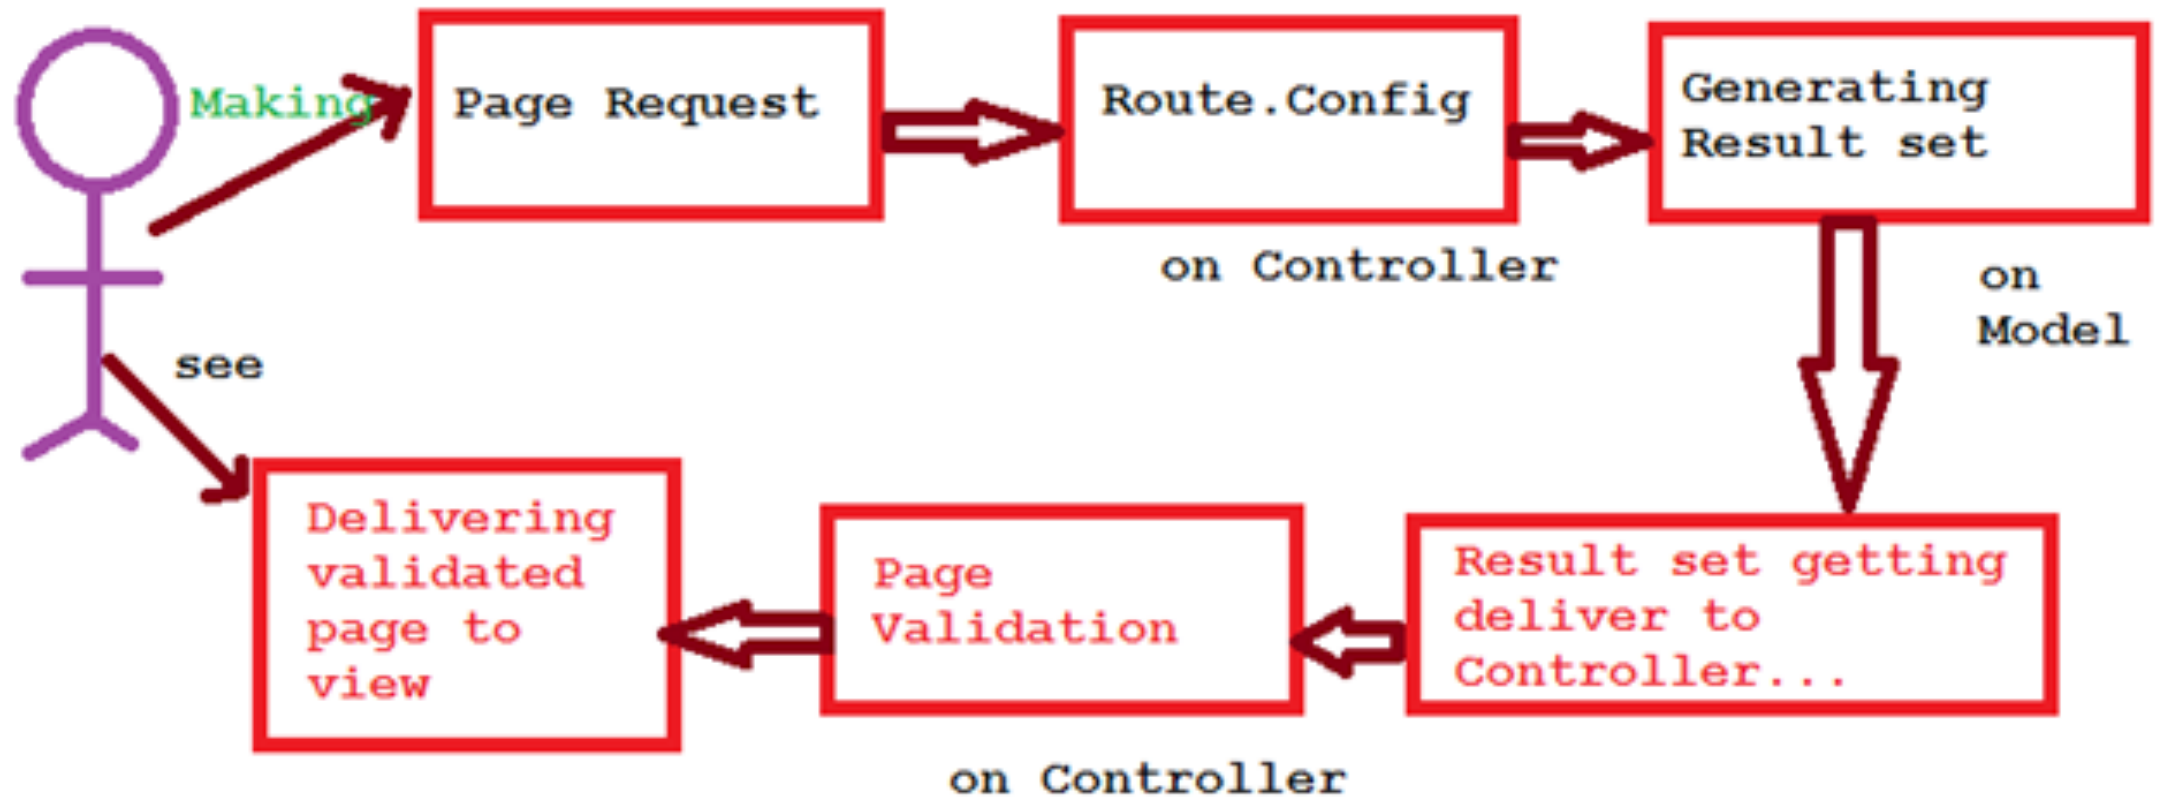 Making
Page Request
Route.Config
Generating
Result set
on Controller
on
Model
see
Delivering
validated
page to
view
Page
Validation
Result set getting
deliver to
Controller...
on Controller